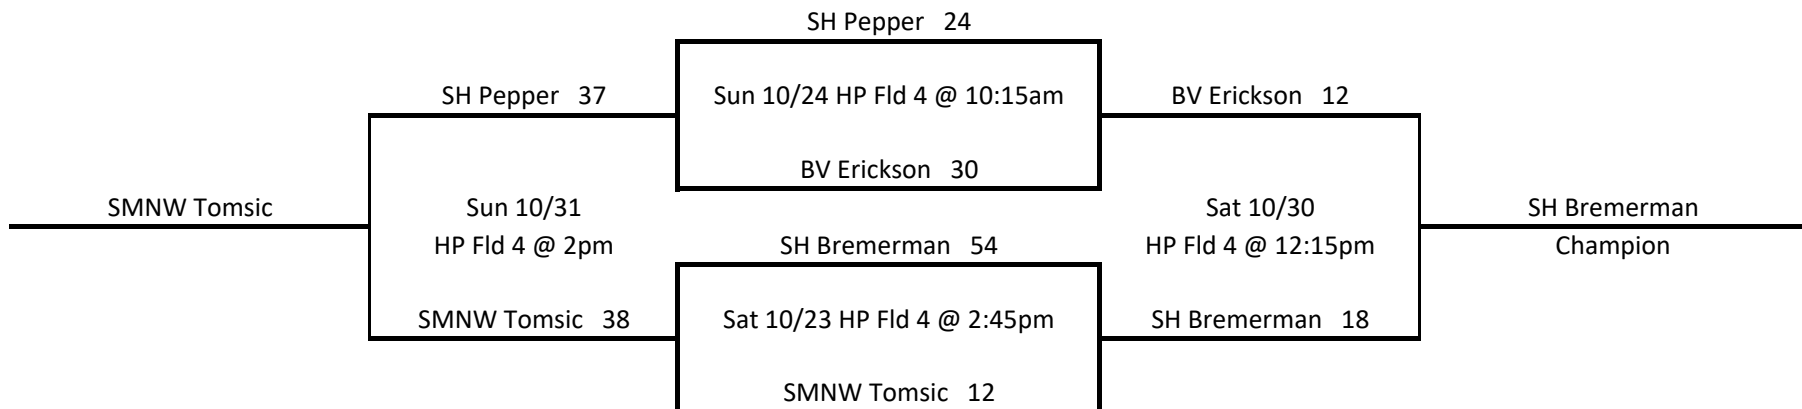 SH Pepper 24
SH Pepper 37
Sun 10/24 HP Fld 4 @ 10:15am
BV Erickson 12
BV Erickson 30
SMNW Tomsic
Sun 10/31
Sat 10/30
SH Bremerman
HP Fld 4 @ 2pm
SH Bremerman 54
HP Fld 4 @ 12:15pm
Champion
SMNW Tomsic 38
Sat 10/23 HP Fld 4 @ 2:45pm
SH Bremerman 18
SMNW Tomsic 12